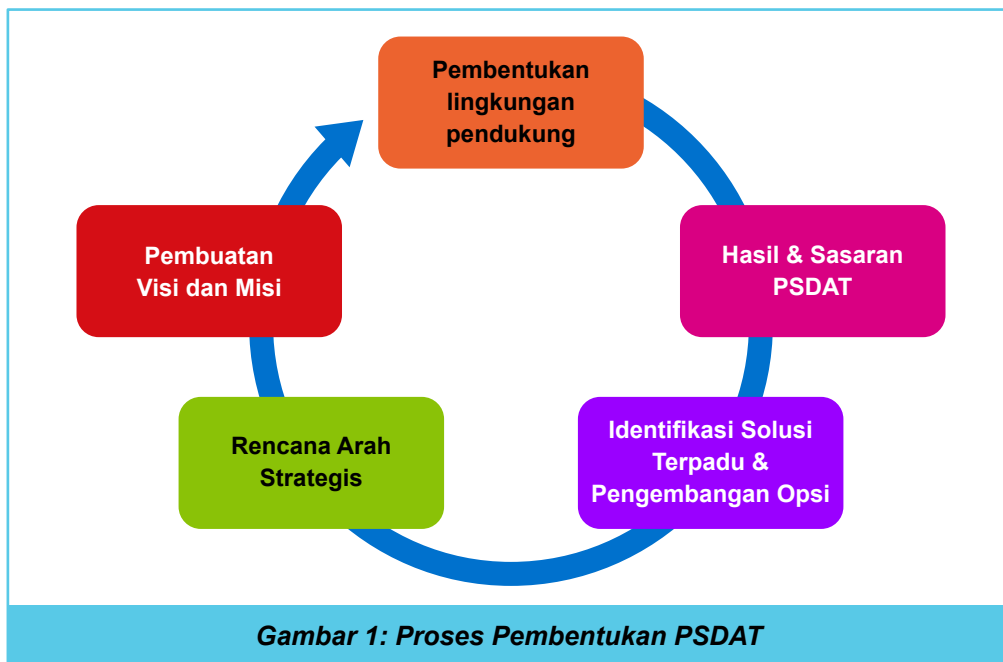 Pembentukan
lingkungan
pendukung
Hasil & Sasaran
PSDAT
Identifikasi Solusi
Terpadu &
Pengembangan Opsi
Rencana Arah
Strategis
Pembuatan
Visi dan Misi
Gambar 1: Proses Pembentukan PSDAT